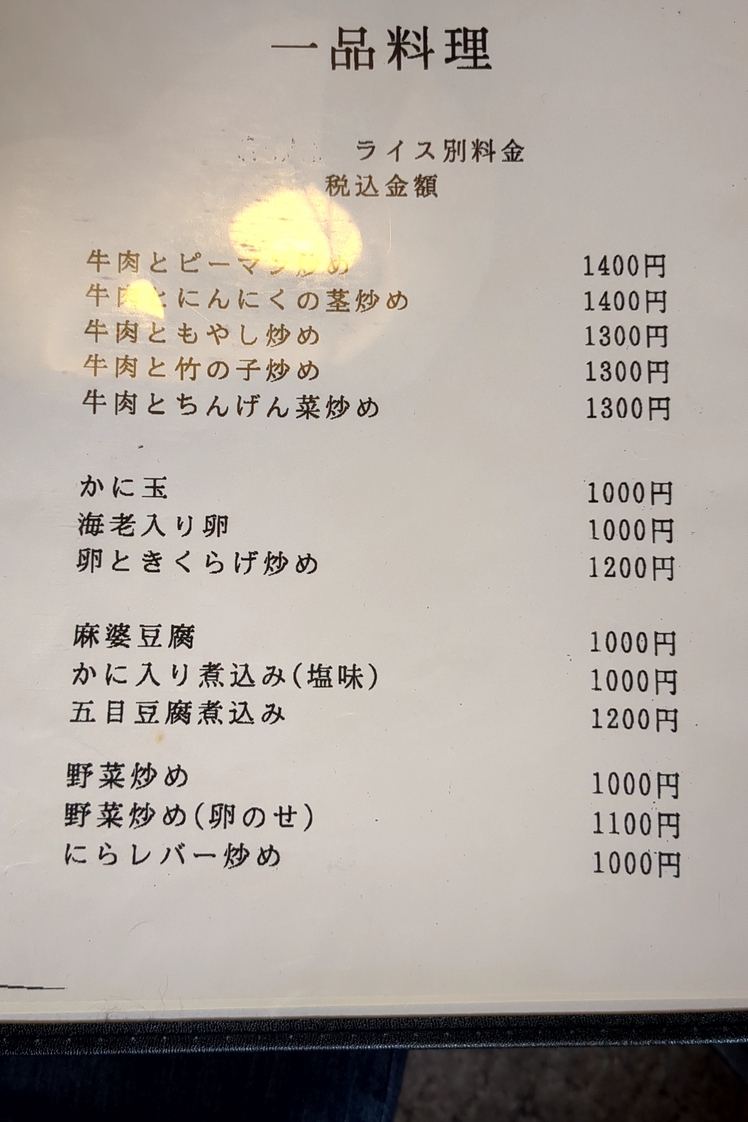 一品料理
ライス別料金
税込金額
牛肉とピーマン炒め 1400円
牛肉とにんにくの茎炒め 1400円
牛肉ともやし炒め 1300円
牛肉と竹の子炒め 1300円
牛肉とちんげん菜炒め 1300円
かに玉 1000円
海老入り卵 1000円
卵ときくらげ炒め 1200円
麻婆豆腐 1000円
かに入り煮込み(塩味) 1000円
五目豆腐煮込み 1200円
野菜炒め 1000円
野菜炒め(卵のせ) 1100円
にらレバー炒め 1000円